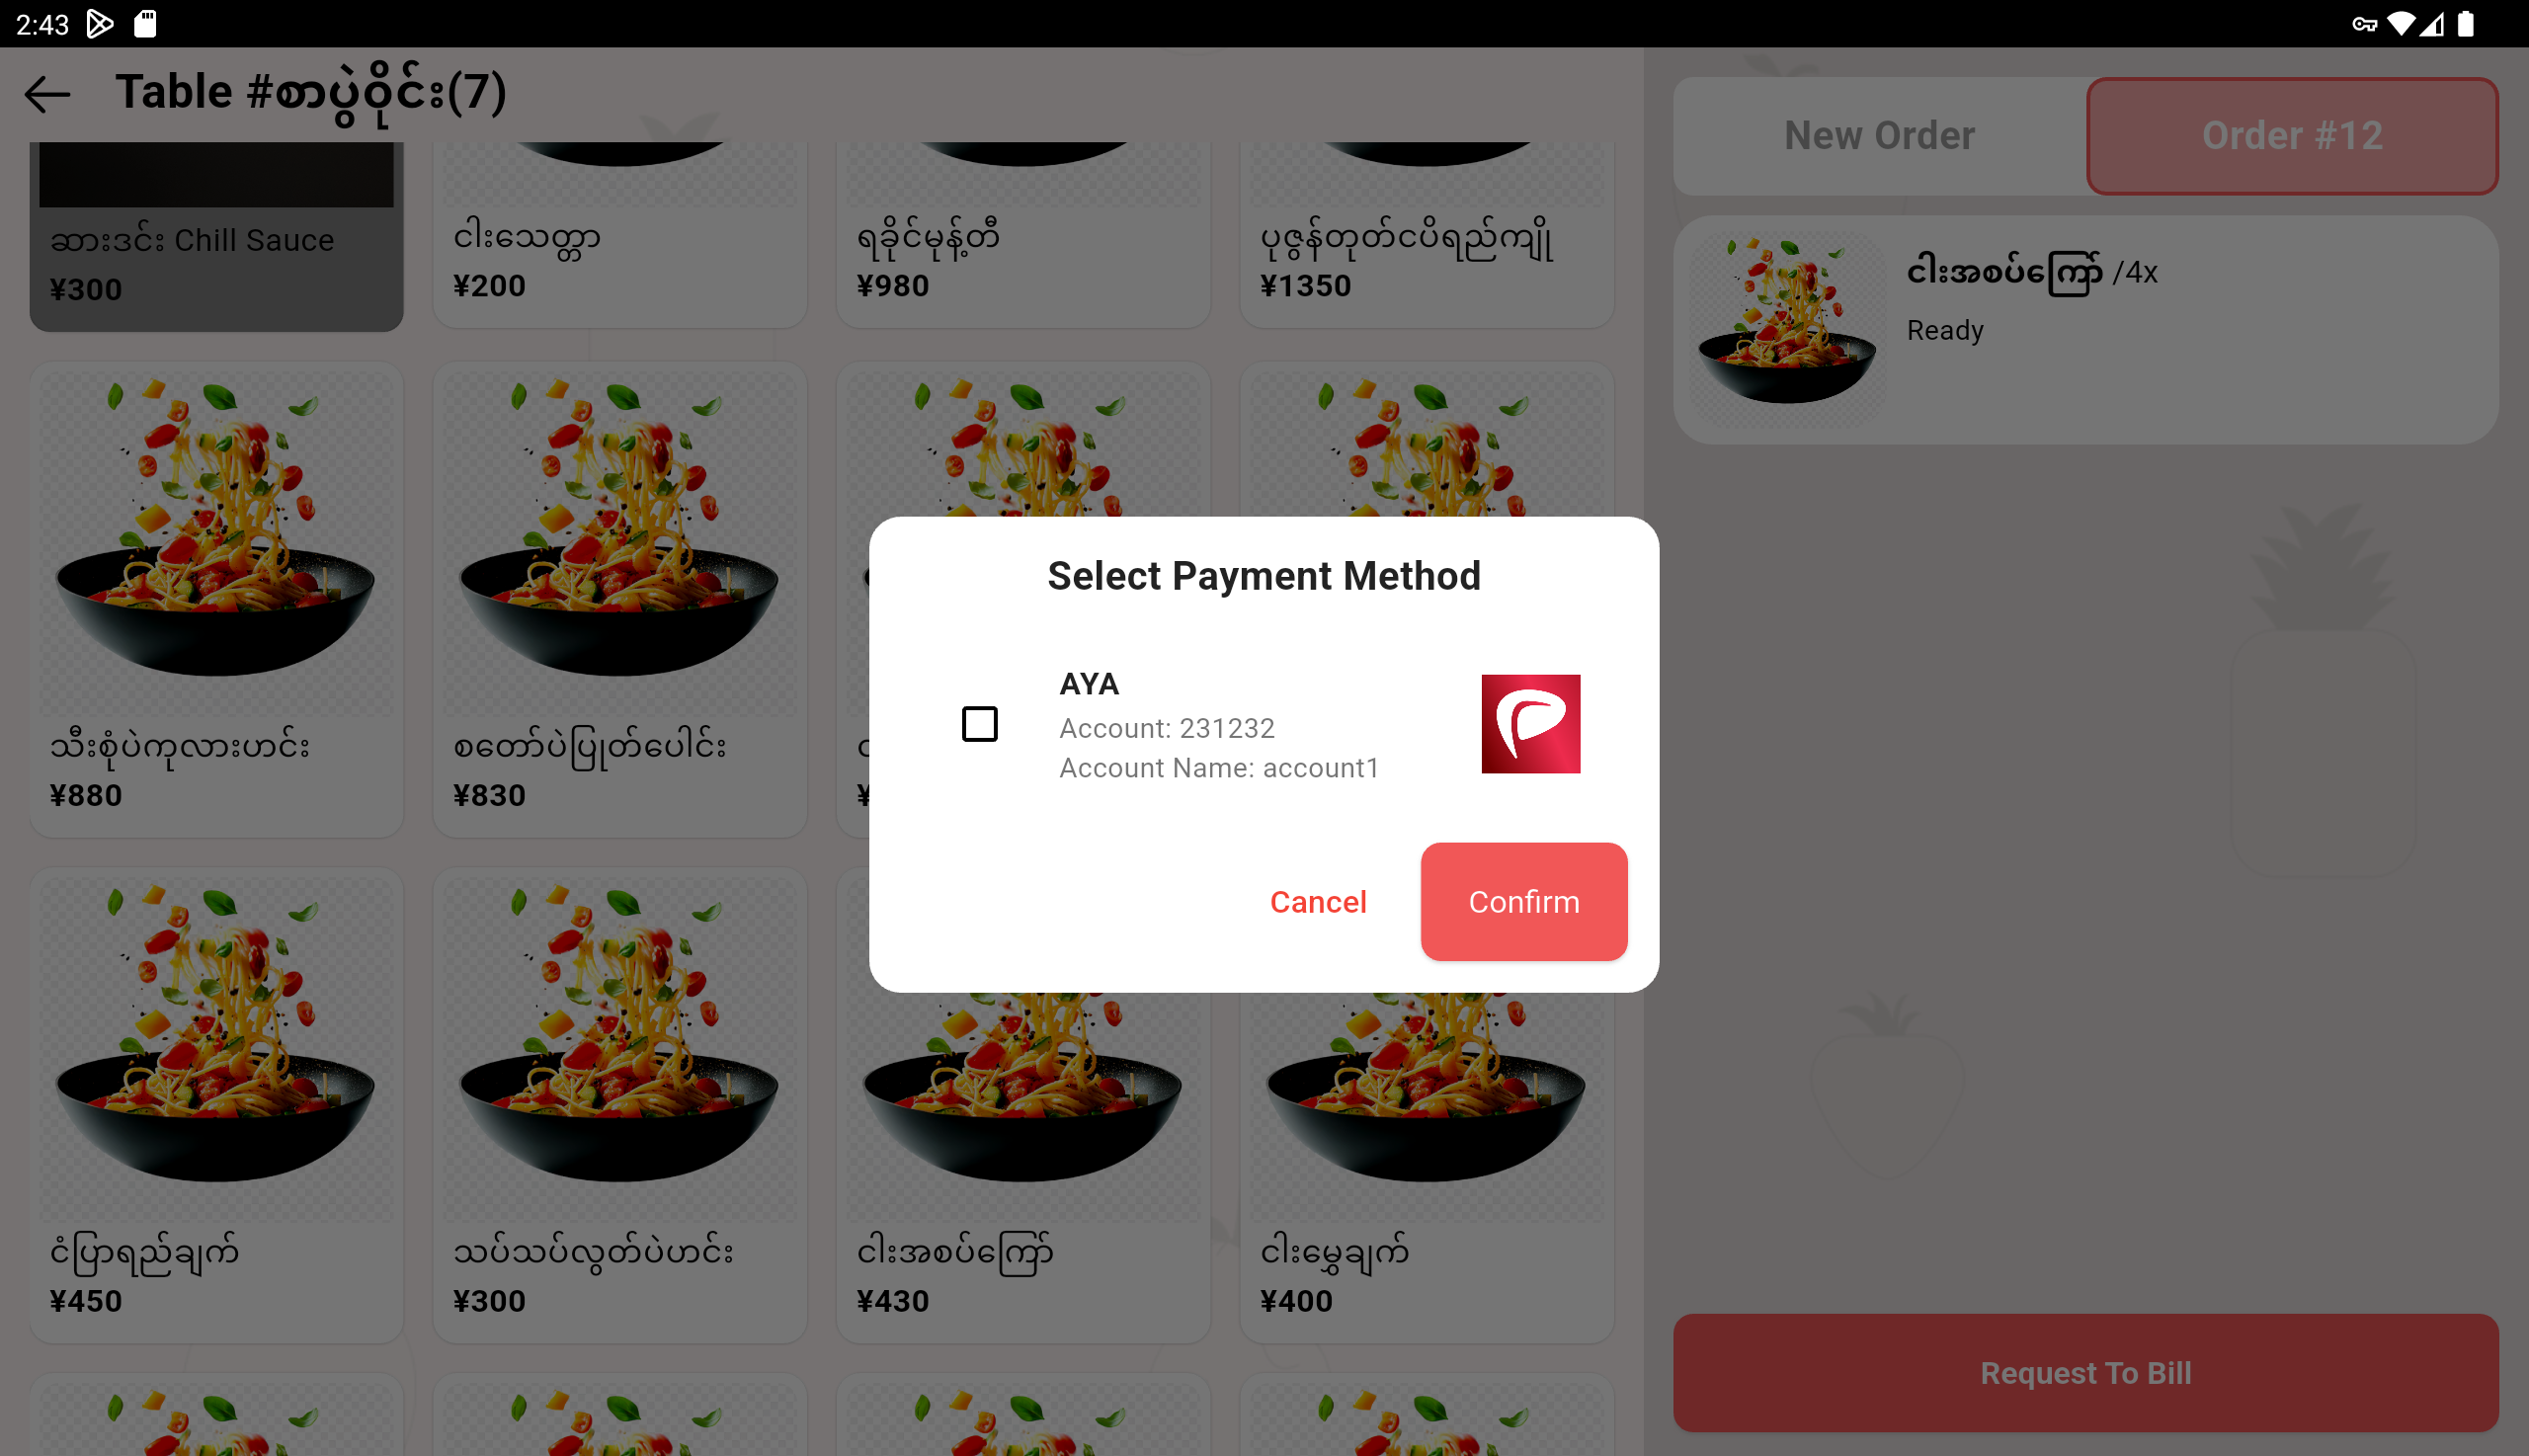 2:43
Table #စာပွဲဝိုင်း(7)
New Order
Order #12
ဆားဒင်း Chill Sauce
¥300
ငါးသေတ္တာ
¥200
ရခိုင်မုန့်တီ
¥980
ပုဇွန်တုတ်ငပိရည်ကျို
¥1350
ငါးအစပ်ကြော် /4x
Ready
သီးစုံပဲကုလားဟင်း
¥880
စတော်ပဲပြုတ်ပေါင်း
¥830
Select Payment Method
AYA
Account: 231232
Account Name: account1
Cancel
Confirm
ငံပြာရည်ချက်
¥450
သပ်သပ်လွတ်ပဲဟင်း
¥300
ငါးအစပ်ကြော်
¥430
ငါးမွှေချက်
¥400
Request To Bill